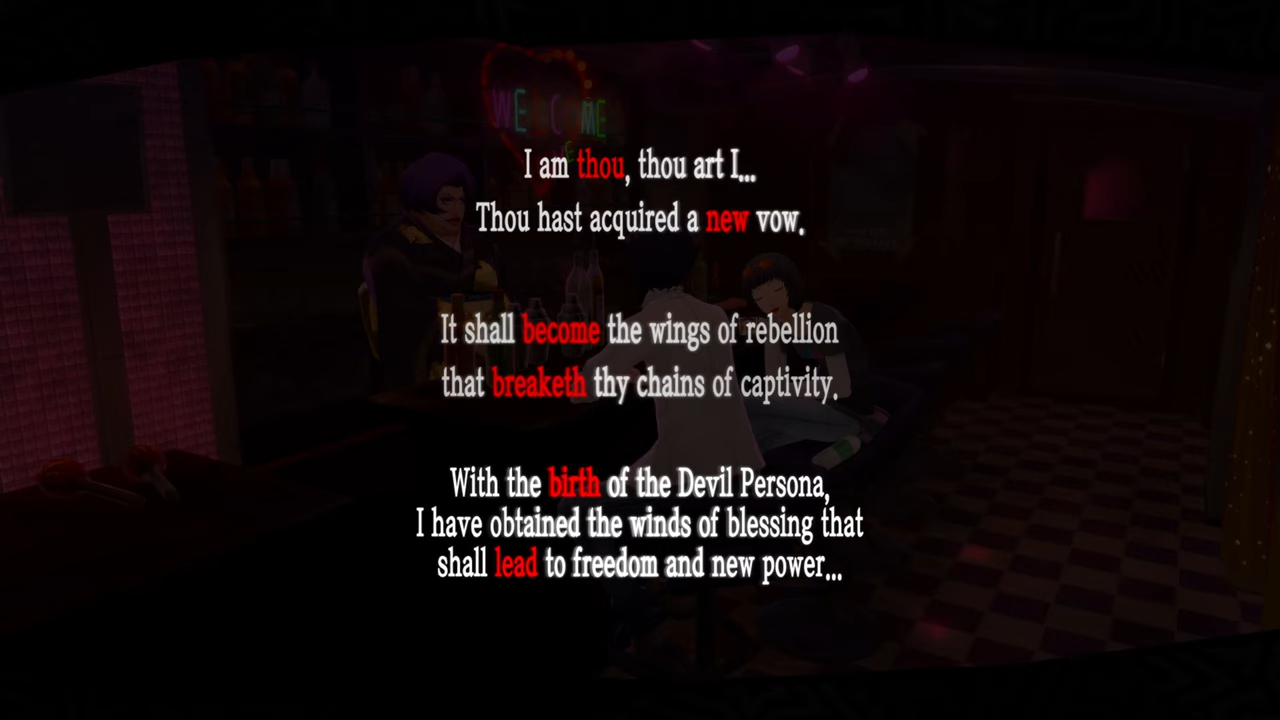 WELCOME
I am thou, thou art I...
Thou hast acquired a new vow.
It shall become the wings of rebellion
that breaketh thy chains of captivity.
With the birth of the Devil Persona,
I have obtained the winds of blessing that
shall lead to freedom and new power...